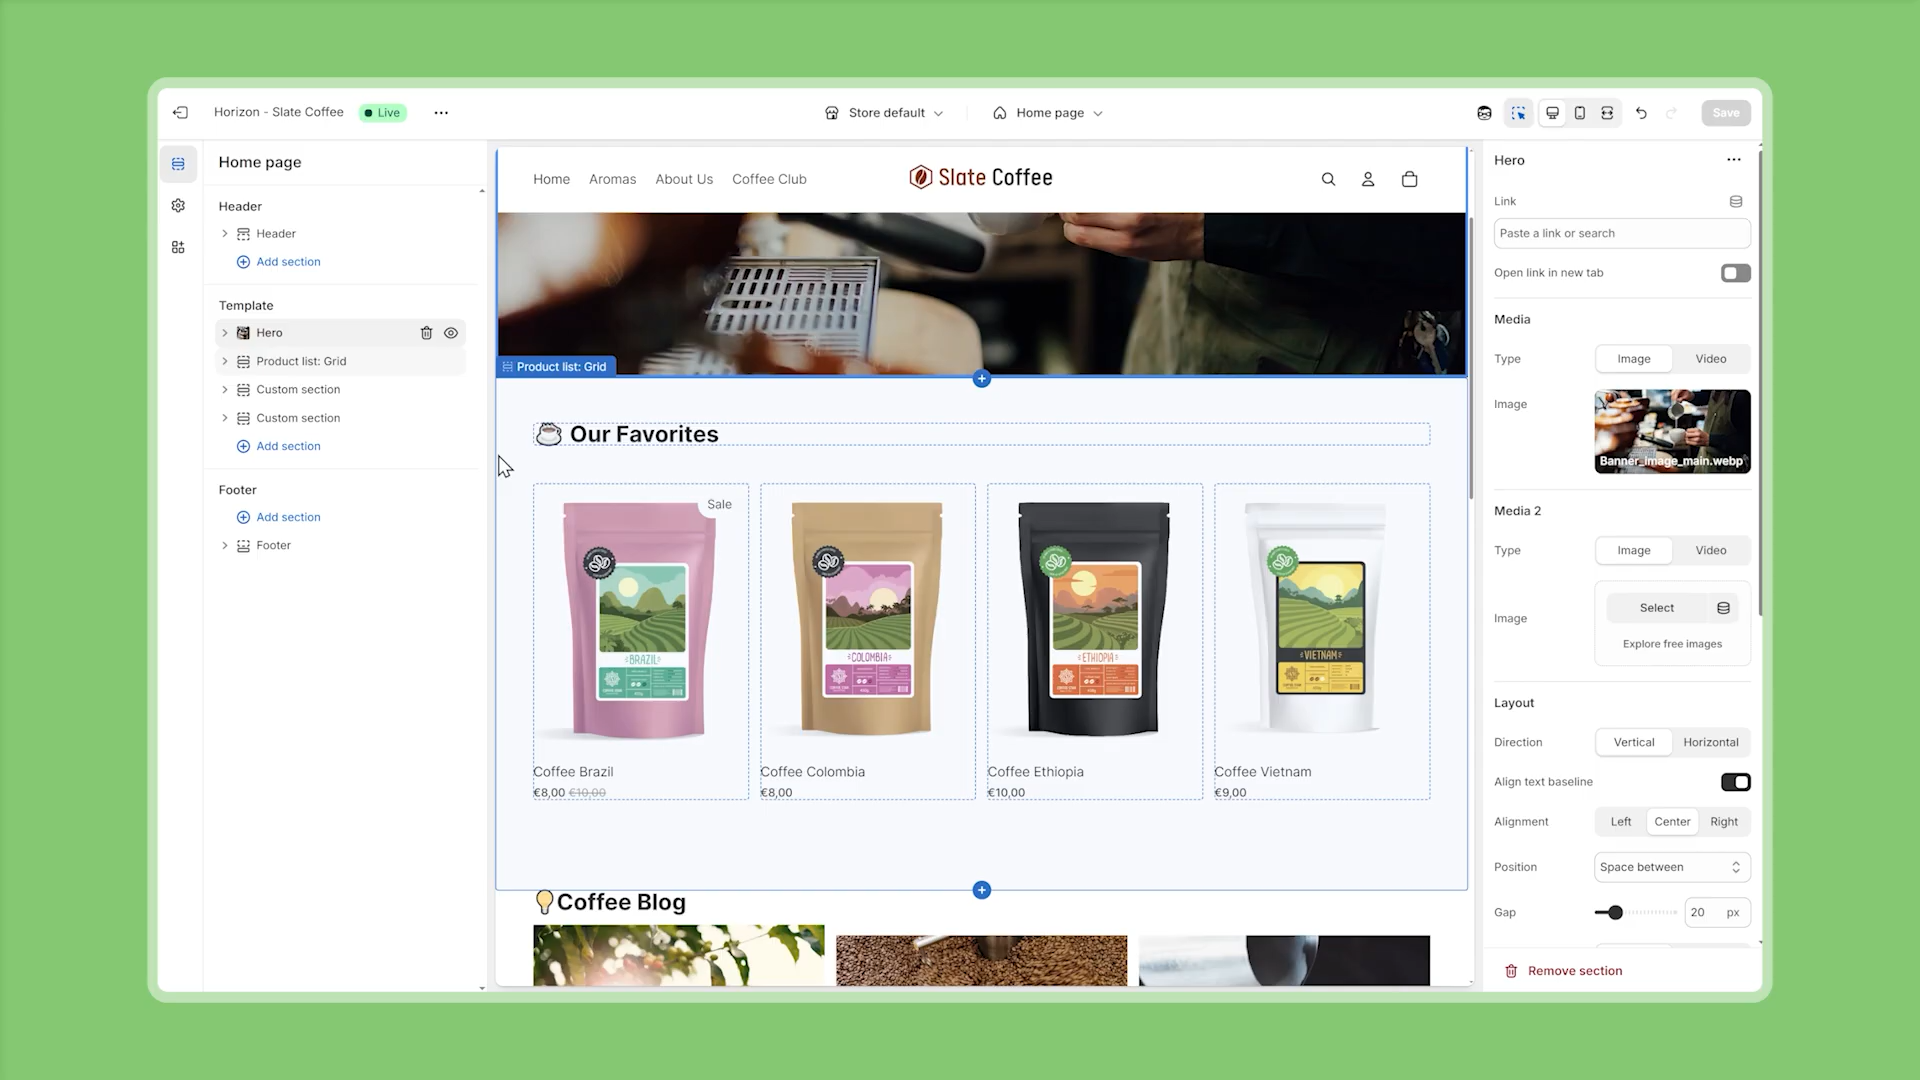 Horizon - Slate Coffee
Live
Store default
Home page
Save
Home page
Header
Header
Add section
Template
Hero
Product list: Grid
Custom section
Custom section
Add section
Footer
Add section
Footer
Home
Aromas
About Us
Coffee Club
Slate Coffee
Product list: Grid
Our Favorites
Sale
BRAZIL
COLOMBIA
ETHIOPIA
VIETNAM
Coffee Brazil
€8,00 €10,00
Coffee Colombia
€8,00
Coffee Ethiopia
€10,00
Coffee Vietnam
€9,00
Coffee Blog
Hero
Link
Paste a link or search
Open link in new tab
Media
Type
Image
Video
Image
Banner_Image_main.webp
Media 2
Type
Image
Video
Image
Select
Explore free images
Layout
Direction
Vertical
Horizontal
Align text baseline
Alignment
Left
Center
Right
Position
Space between
Gap
20 px
Remove section